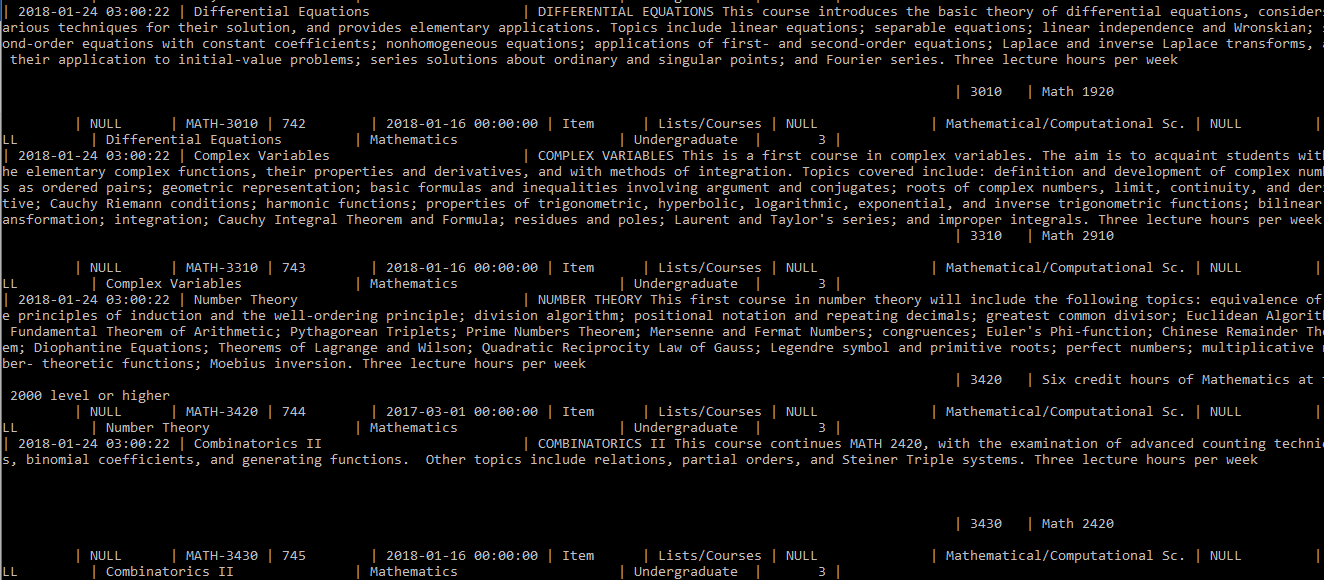 | 2018-01-24 03:00:22 | Differential Equations | DIFFERENTIAL EQUATIONS This course introduces the basic theory of differential equations, consider
arious techniques for their solution, and provides elementary applications. Topics include linear equations; separable equations; linear independence and Wronskian;
ond-order equations with constant coefficients; nonhomogeneous equations; applications of first- and second-order equations; Laplace and inverse Laplace transforms,
their application to initial-value problems; series solutions about ordinary and singular points; and Fourier series. Three lecture hours per week
| 3010 | Math 1920
| NULL | MATH-3010 | 742 | 2018-01-16 00:00:00 | Item | Lists/Courses | NULL | Mathematical/Computational Sc. | NULL |
LL | Differential Equations | Mathematics | Undergraduate | 3 |
| 2018-01-24 03:00:22 | Complex Variables | COMPLEX VARIABLES This is a first course in complex variables. The aim is to acquaint students wit
he elementary complex functions, their properties and derivatives, and with methods of integration. Topics covered include: definition and development of complex num
s as ordered pairs; geometric representation; basic formulas and inequalities involving argument and conjugates; roots of complex numbers, limit, continuity, and der
tive; Cauchy Riemann conditions; harmonic functions; properties of trigonometric, hyperbolic, logarithmic, exponential, and inverse trigonometric functions; bilinear
ansformation; integration; Cauchy Integral Theorem and Formula; residues and poles; Laurent and Taylor's series; and improper integrals. Three lecture hours per week
| 3310 | Math 2910
| NULL | MATH-3310 | 743 | 2018-01-16 00:00:00 | Item | Lists/Courses | NULL | Mathematical/Computational Sc. | NULL |
LL | Complex Variables | Mathematics | Undergraduate | 3 |
| 2018-01-24 03:00:22 | Number Theory | NUMBER THEORY This first course in number theory will include the following topics: equivalence of
e principles of induction and the well-ordering principle; division algorithm; positional notation and repeating decimals; greatest common divisor; Euclidean Algorit
Fundamental Theorem of Arithmetic; Pythagorean Triplets; Prime Numbers Theorem; Mersenne and Fermat Numbers; congruences; Euler's Phi-function; Chinese Remainder Th
em; Diophantine Equations; Theorems of Lagrange and Wilson; Quadratic Reciprocity Law of Gauss; Legendre symbol and primitive roots; perfect numbers; multiplicative
ber- theoretic functions; Moebius inversion. Three lecture hours per week
| 3420 | Six credit hours of Mathematics at
2000 level or higher
| NULL | MATH-3420 | 744 | 2017-03-01 00:00:00 | Item | Lists/Courses | NULL | Mathematical/Computational Sc. | NULL |
LL | Number Theory | Mathematics | Undergraduate | 3 |
| 2018-01-24 03:00:22 | Combinatorics II | COMBINATORICS II This course continues MATH 2420, with the examination of advanced counting techni
s, binomial coefficients, and generating functions. Other topics include relations, partial orders, and Steiner Triple systems. Three lecture hours per week
| 3430 | Math 2420
| NULL | MATH-3430 | 745 | 2018-01-16 00:00:00 | Item | Lists/Courses | NULL | Mathematical/Computational Sc. | NULL |
LL | Combinatorics II | Mathematics | Undergraduate | 3 |